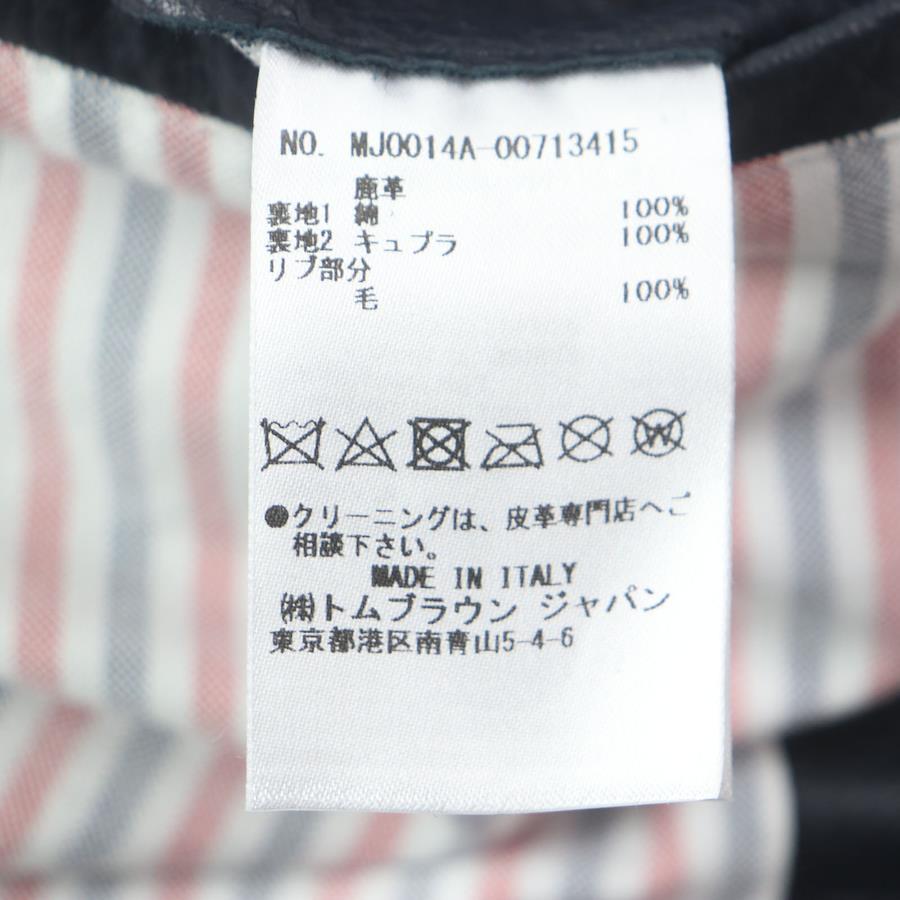 NO. MJ0014A-00713415
鹿革
裏地1 綿 100%
裏地2 キュプラ 100%
リブ部分
毛 100%
W
●クリーニングは、皮革専門店へご
相談下さい。
MADE IN ITALY
(株)トムブラウン ジャパン
東京都港区南青山5-4-6